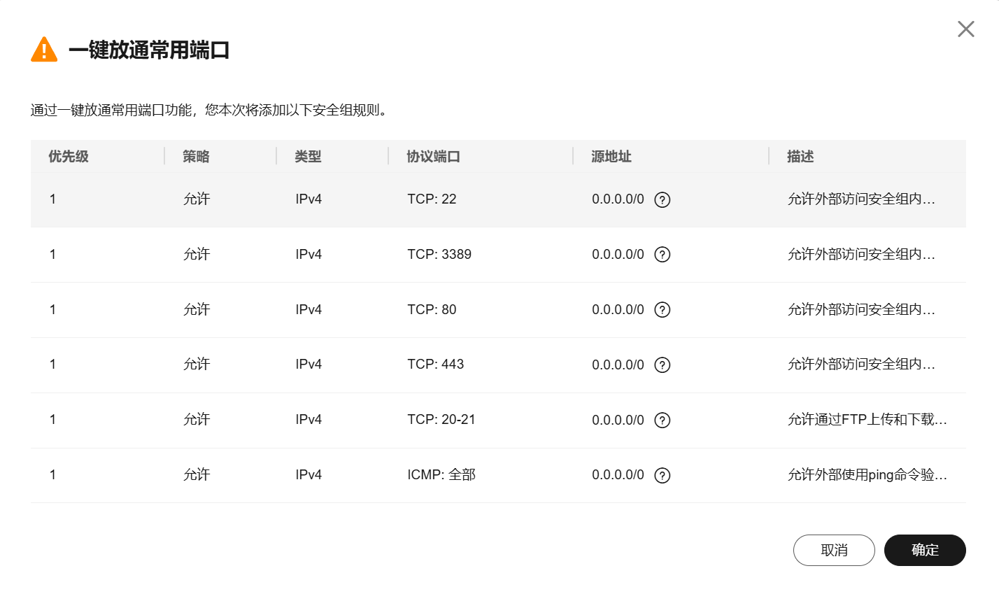 一键放通常用端口
通过一键放通常用端口功能，您本次将添加以下安全组规则。
优先级 策略 类型 协议端口 源地址 描述
1 允许 IPv4 TCP: 22 0.0.0.0/0 允许外部访问安全组内...
1 允许 IPv4 TCP: 3389 0.0.0.0/0 允许外部访问安全组内...
1 允许 IPv4 TCP: 80 0.0.0.0/0 允许外部访问安全组内...
1 允许 IPv4 TCP: 443 0.0.0.0/0 允许外部访问安全组内...
1 允许 IPv4 TCP: 20-21 0.0.0.0/0 允许通过FTP上传和下载...
1 允许 IPv4 ICMP: 全部 0.0.0.0/0 允许外部使用ping命令验...
取消 确定